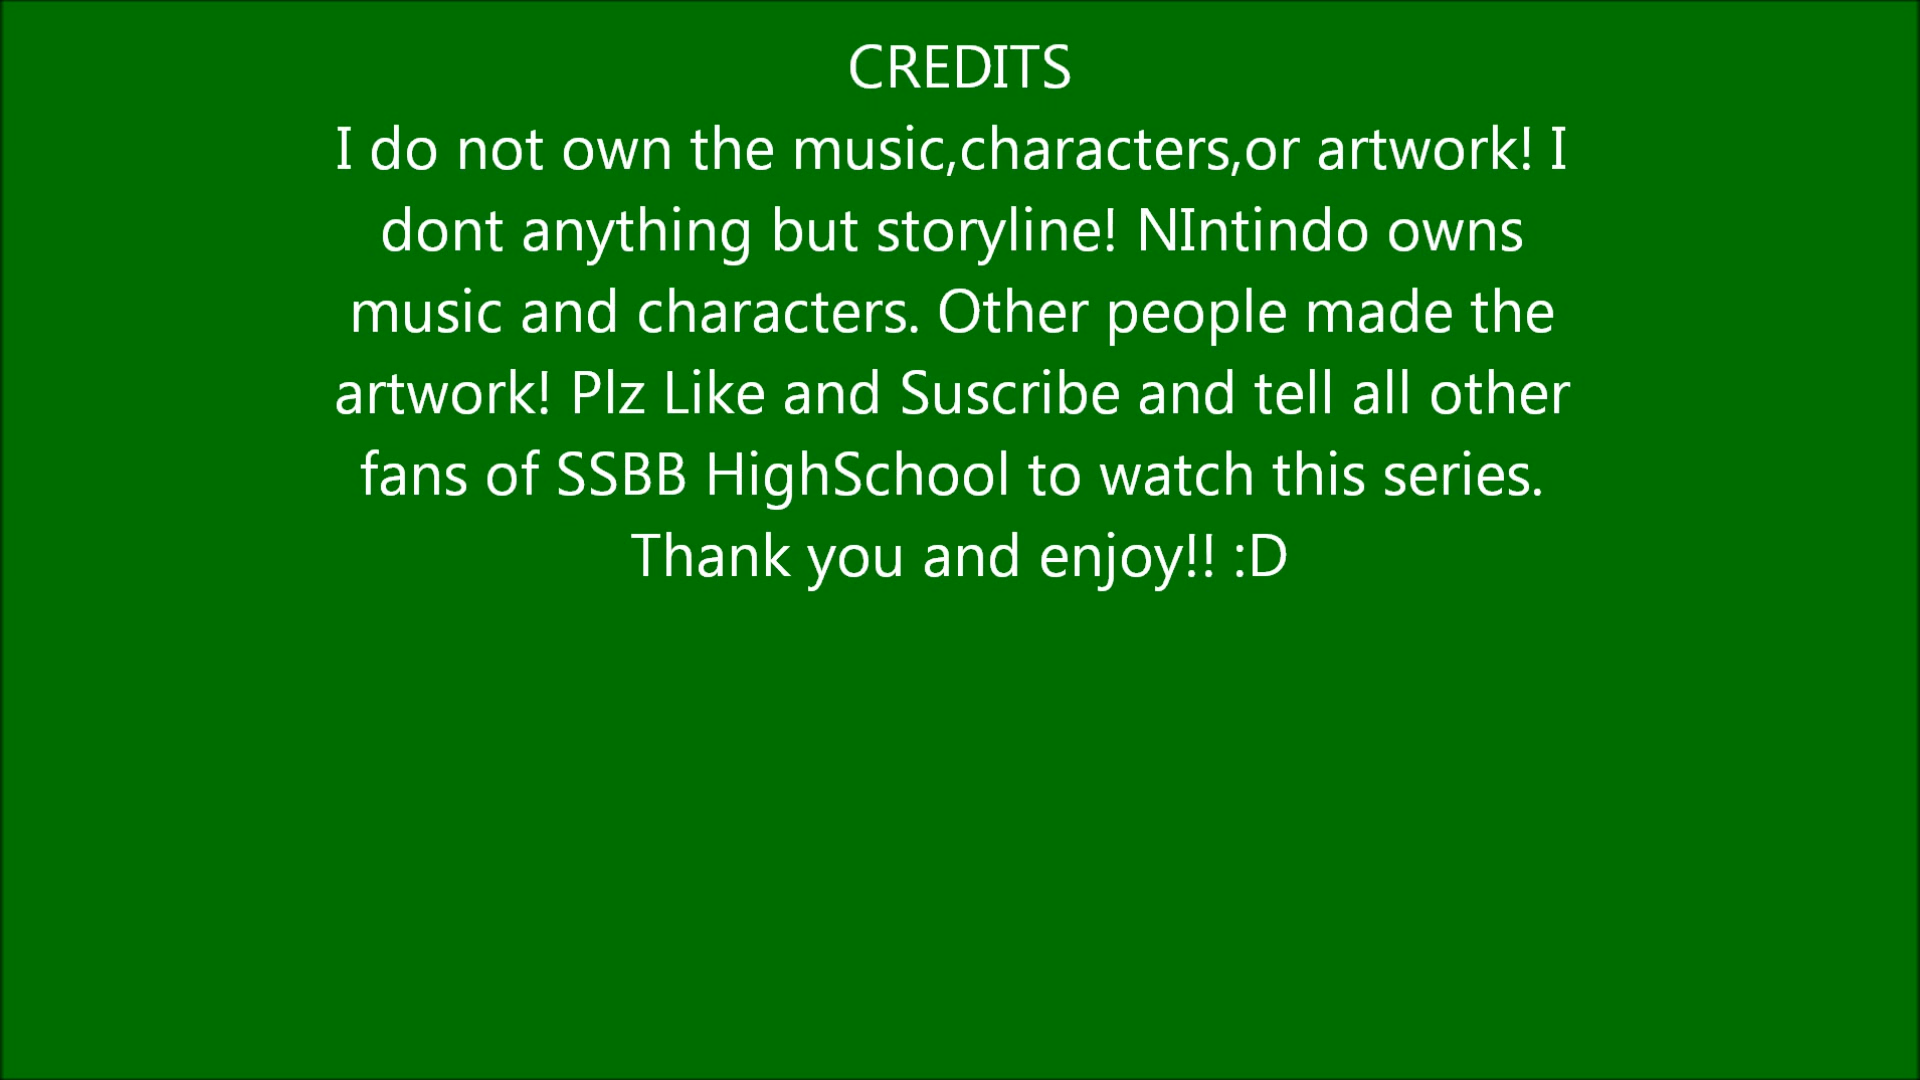 CREDITS
I do not own the music,characters,or artwork! I
dont anything but storyline! NIntindo owns
music and characters. Other people made the
artwork! Plz Like and Suscribe and tell all other
fans of SSBB HighSchool to watch this series.
Thank you and enjoy!! :D